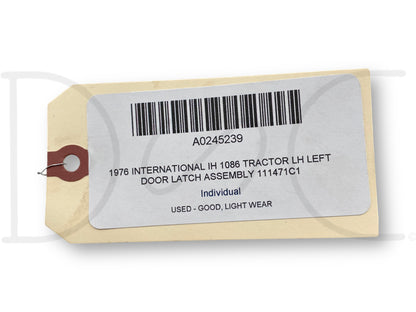 A0245239
1976 INTERNATIONAL IH 1086 TRACTOR LH LEFT
DOOR LATCH ASSEMBLY 111471C1
Individual
USED - GOOD, LIGHT WEAR